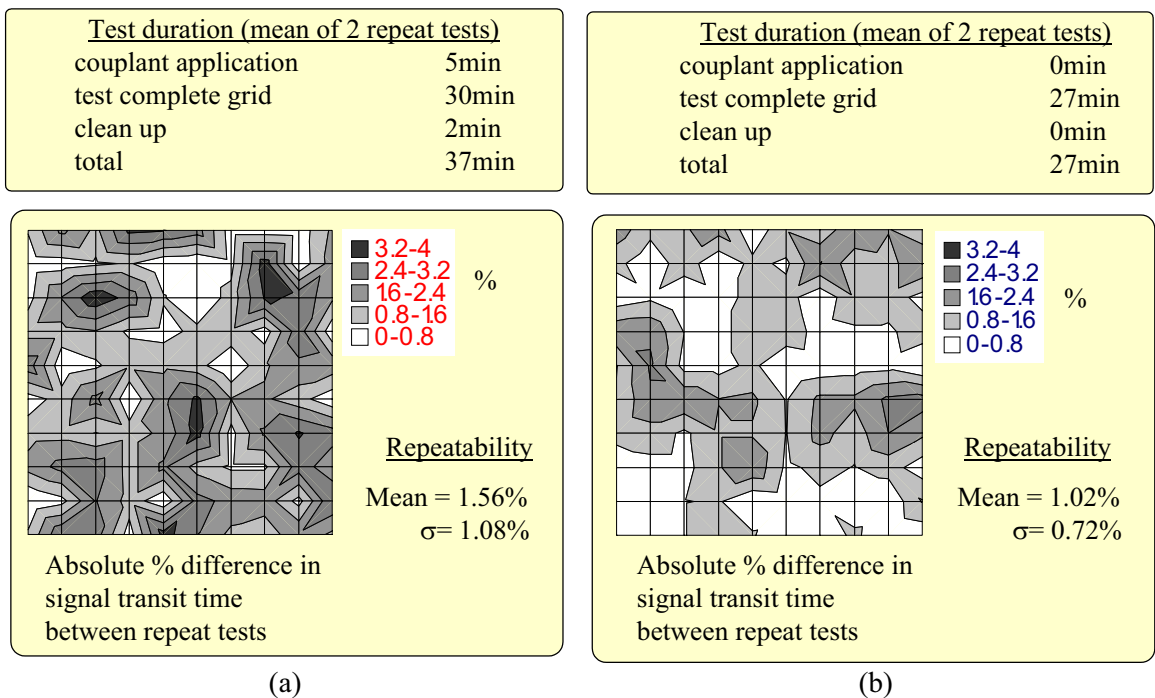 Test duration (mean of 2 repeat tests)
couplant application 5min
test complete grid 30min
clean up 2min
total 37min
Test duration (mean of 2 repeat tests)
couplant application 0min
test complete grid 27min
clean up 0min
total 27min
3.2-4
2.4-3.2
1.6-2.4
0.8-1.6
0-0.8
%
Repeatability
Mean = 1.56%
σ= 1.08%
Absolute % difference in
signal transit time
between repeat tests
3.2-4
2.4-3.2
1.6-2.4
0.8-1.6
0-0.8
%
Repeatability
Mean = 1.02%
σ= 0.72%
Absolute % difference in
signal transit time
between repeat tests
(a)
(b)